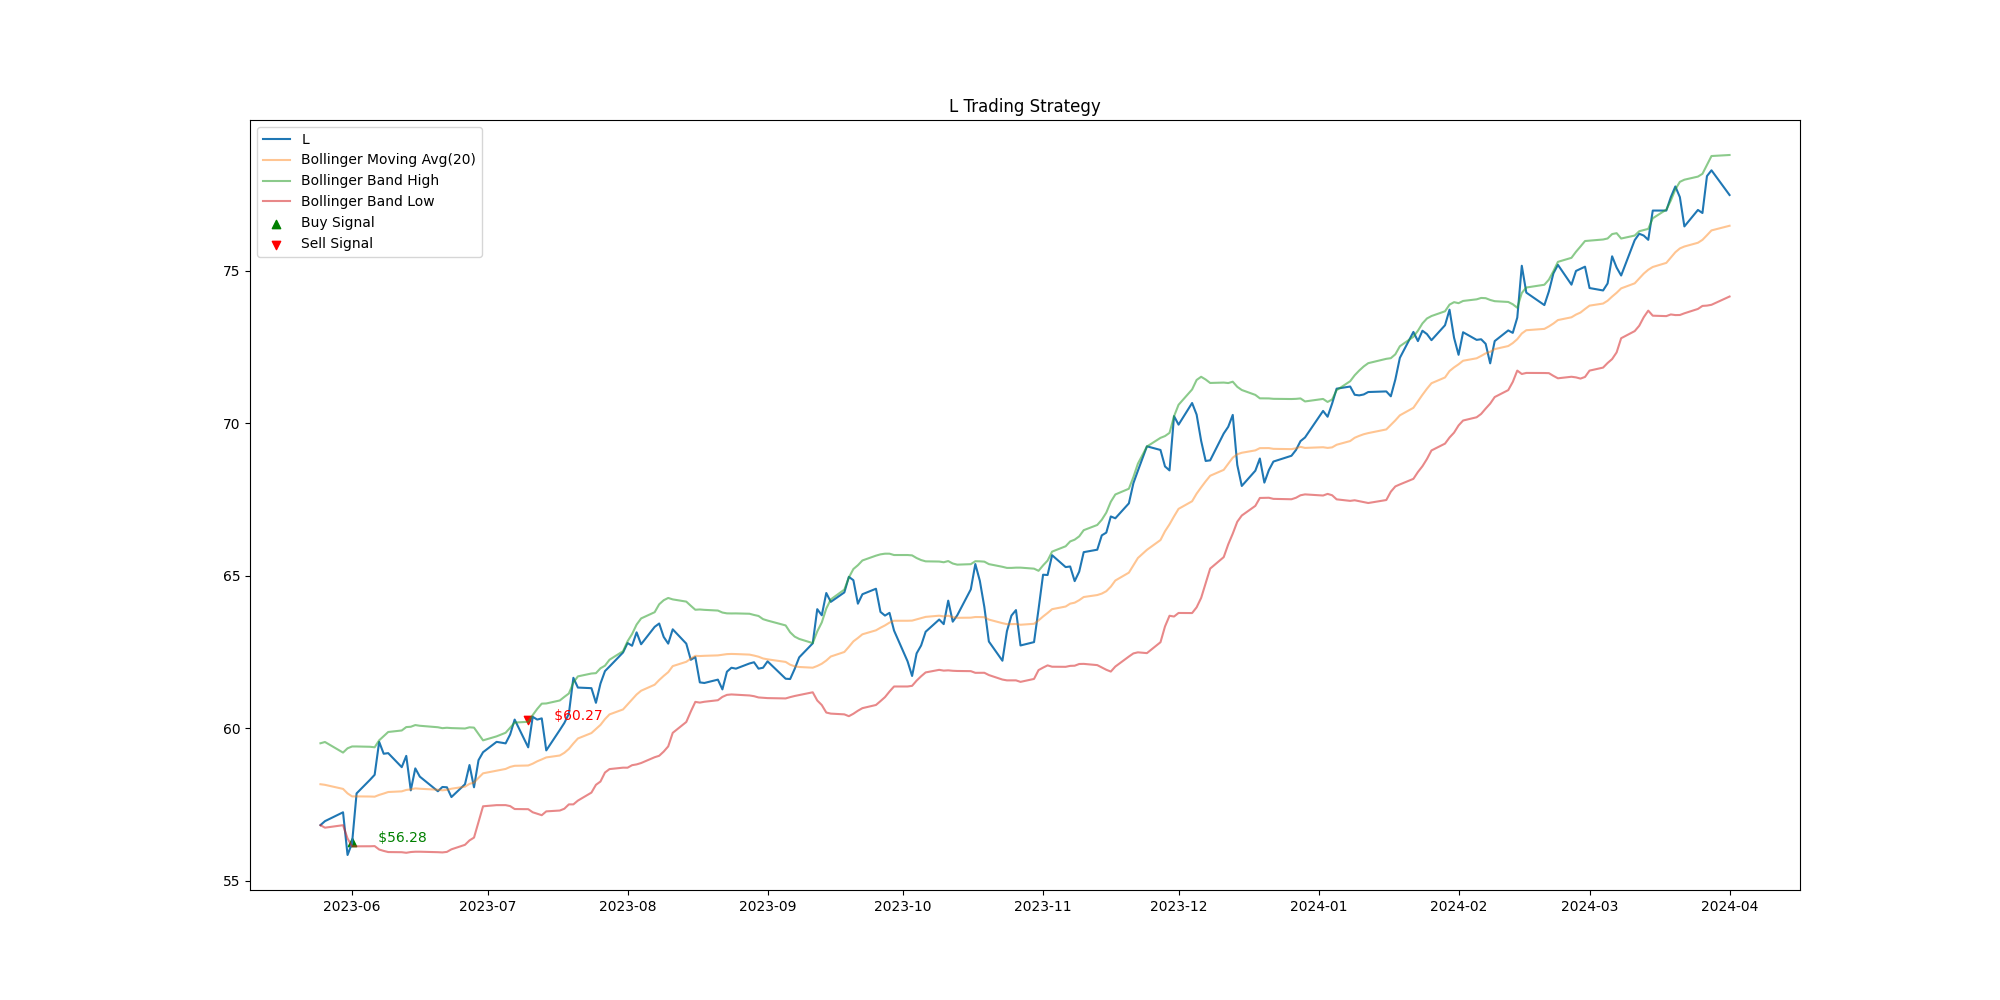 L Trading Strategy
L
Bollinger Moving Avg(20)
Bollinger Band High
Bollinger Band Low
Buy Signal
Sell Signal
75
70
65
60
55
$60.27
$56.28
2023-06 2023-07 2023-08 2023-09 2023-10 2023-11 2023-12 2024-01 2024-02 2024-03 2024-04